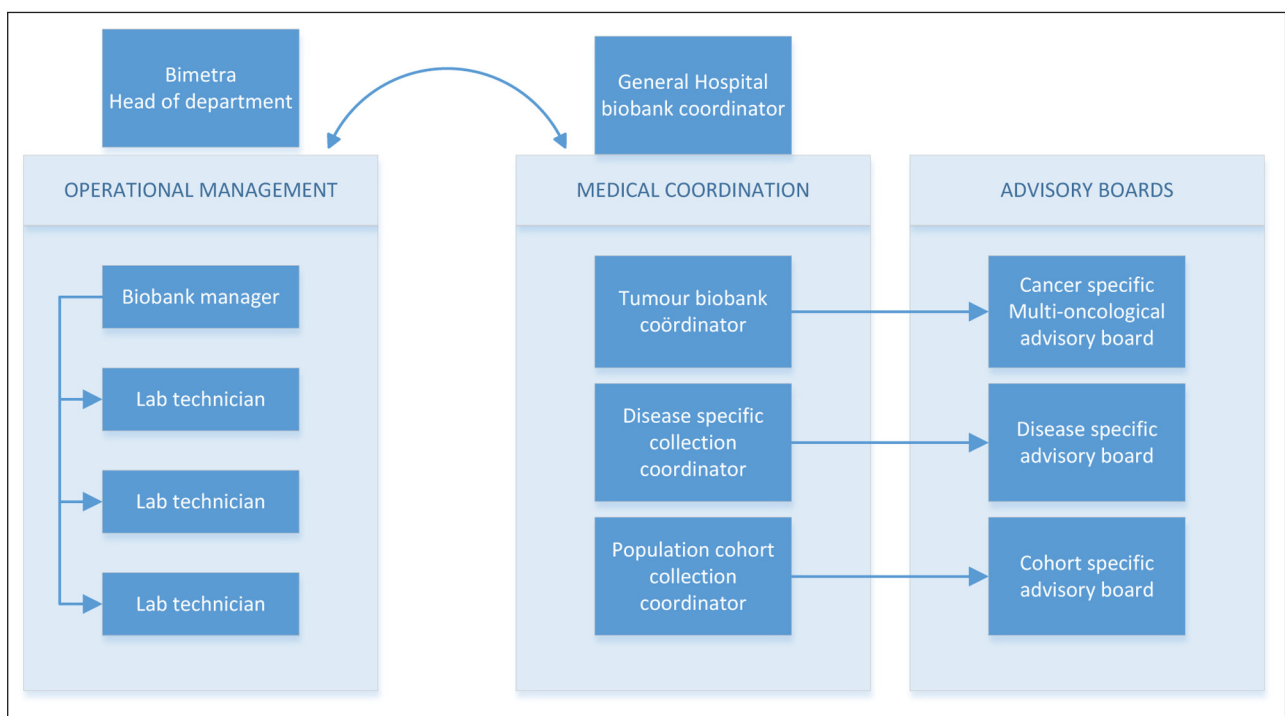 Bimetra
Head of department
General Hospital
biobank coordinator
OPERATIONAL MANAGEMENT
MEDICAL COORDINATION
ADVISORY BOARDS
Biobank manager
Lab technician
Lab technician
Lab technician
Tumour biobank
coördinator
Disease specific
collection
coordinator
Population cohort
collection
coordinator
Cancer specific
Multi-oncological
advisory board
Disease specific
advisory board
Cohort specific
advisory board